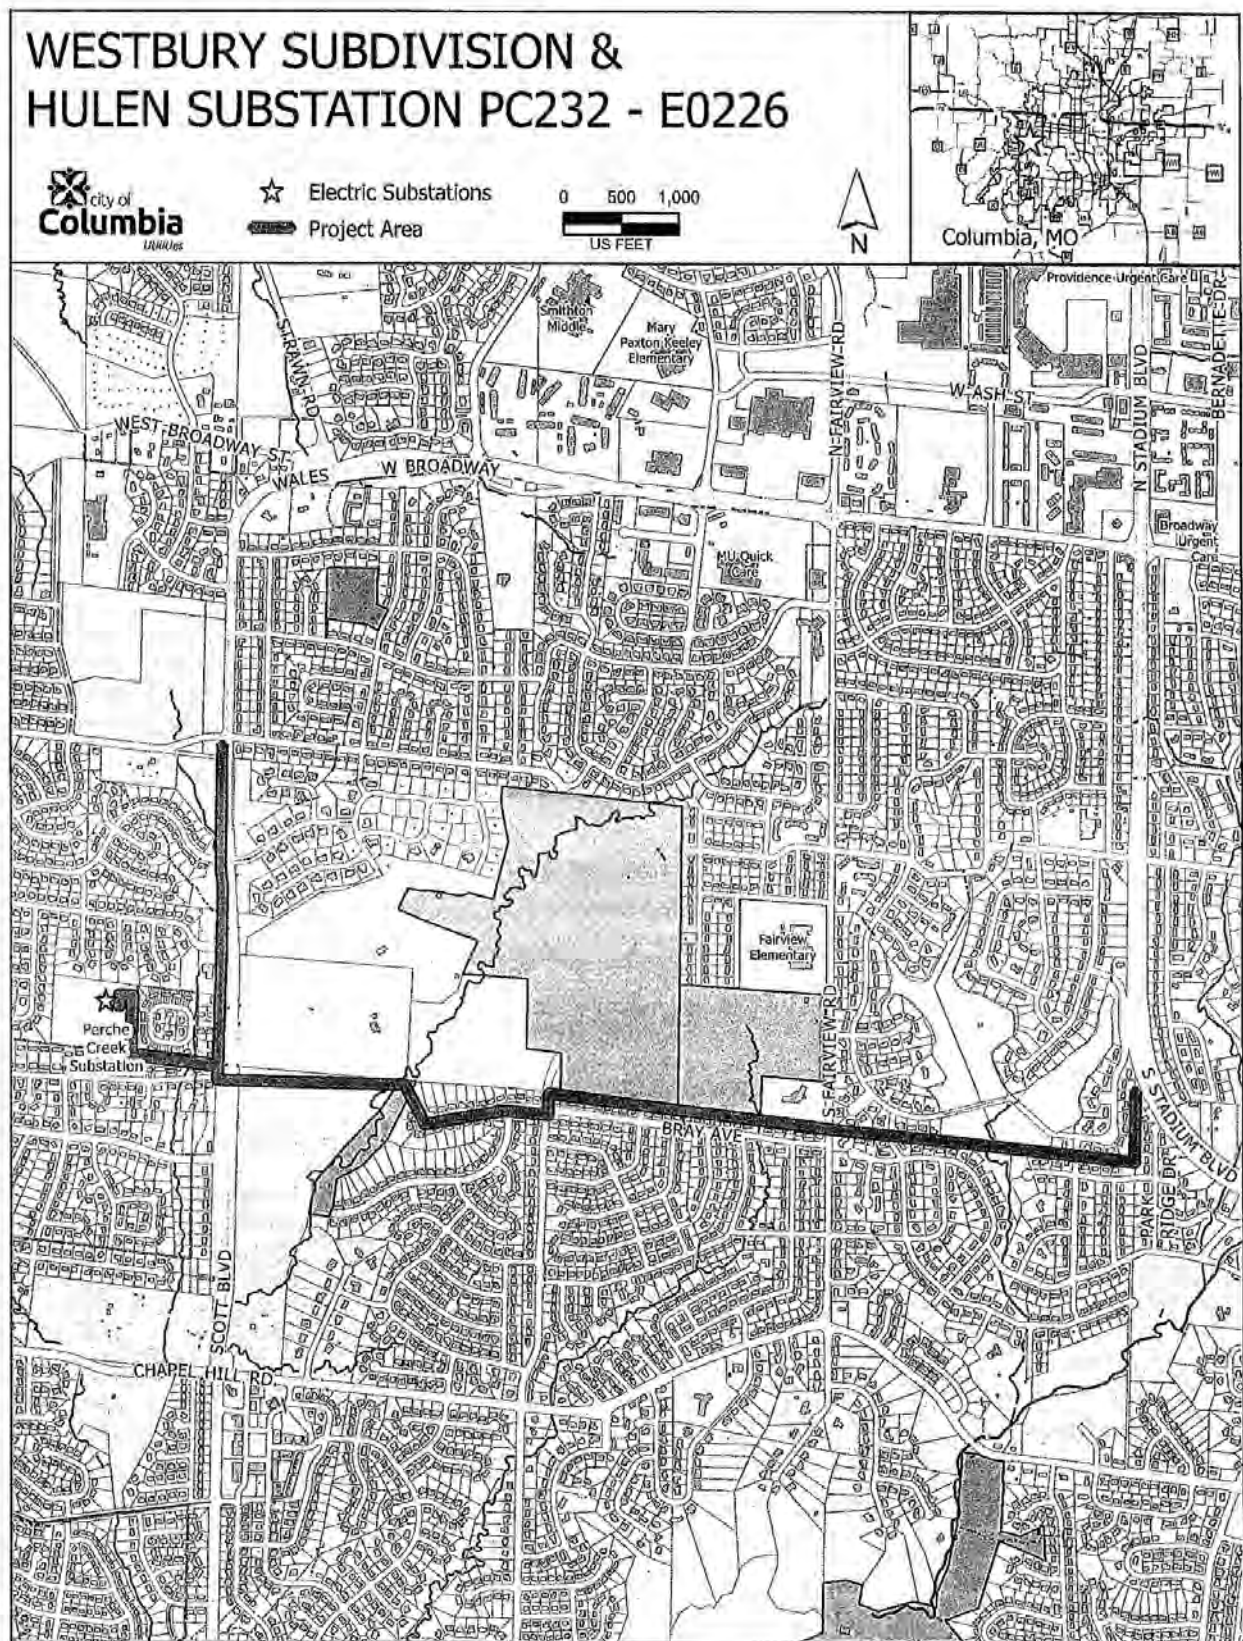 WESTBURY SUBDIVISION &
HULEN SUBSTATION PC232 - E0226
city of
Columbia
Utilities
Electric Substations
Project Area
0 500 1,000
US FEET
N
Columbia, MO
Providence Urgent Care
Smithton
Middle
Mary
Paxton Keeley
Elementary
STRAWN RD
N FAIRVIEW RD
W ASH ST
N STADIUM BLVD
BERNADETTE DR
WEST BROADWAY ST
WALES
W BROADWAY
MU Quick
Care
Broadway
Urgent
Care
Fairview
Elementary
Perche
Creek
Substation
S FAIRVIEW RD
BRAY AVE
S STADIUM BLVD
PARK
RIDGE DR
SCOTT BLVD
CHAPEL HILL RD